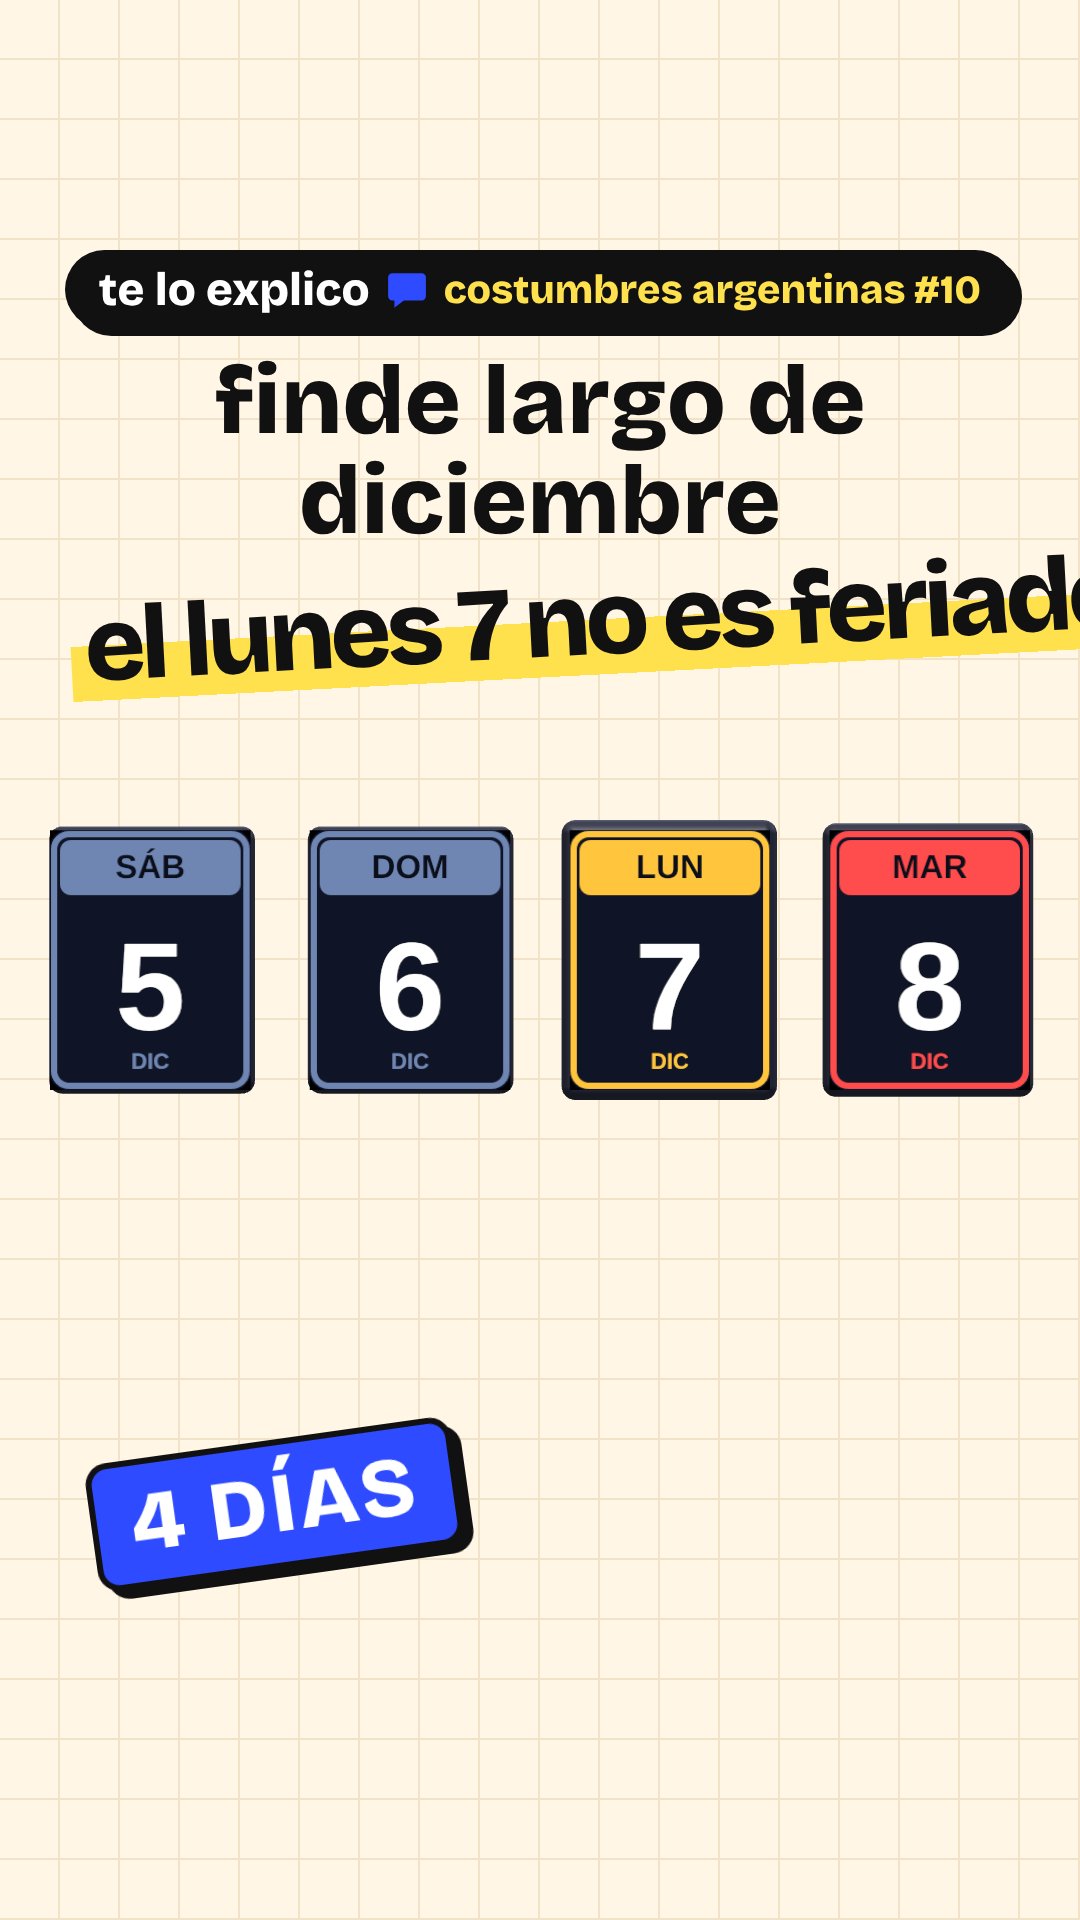 te lo explico costumbres argentinas #10
finde largo de
diciembre
el lunes 7 no es feriado
SÁB DOM LUN MAR
5 6 7 8
DIC DIC DIC DIC
4 DÍAS